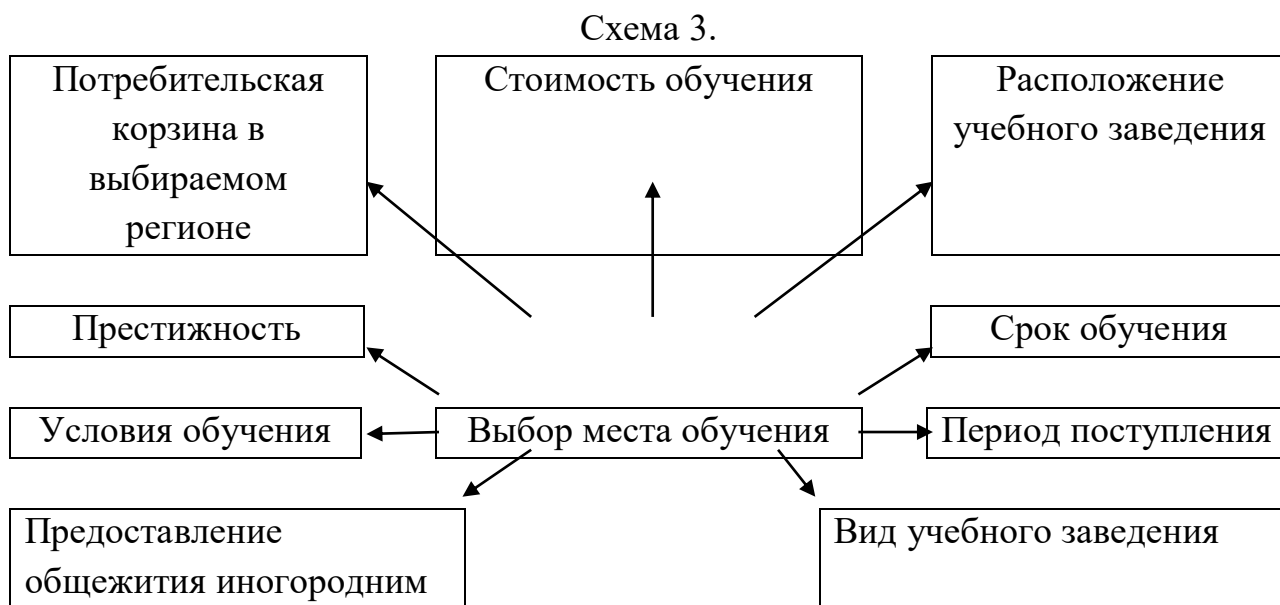 Схема 3.
Потребительская
корзина в
выбираемом
регионе
Стоимость обучения
Расположение
учебного заведения
Престижность
Срок обучения
Условия обучения
Выбор места обучения
Период поступления
Предоставление
общежития иногородним
Вид учебного заведения